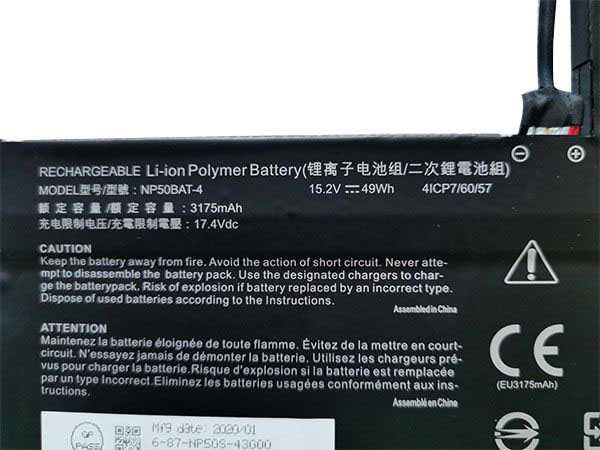 RECHARGEABLE Li-ion Polymer Battery(锂离子电池组/二次鋰電池組)
MODEL型号/型號: NP50BAT-4 15.2V⎓49Wh 4ICP7/60/57
额定容量/額定容量: 3175mAh
充电限制电压/充電限制電壓: 17.4Vdc
CAUTION
Keep the battery away from fire. Avoid the action of short circuit. Never atte-
mpt to disassemble the battery pack. Use the designated chargers to char-
ge the batterypack. Risk of explosion if battery replaced by an incorrect type.
Dispose of used batteries according to the Instructions.
Assembled in China
ATTENTION
Maintenez la batterie éloignée de toute flamme. Évitez de la mettre en court-
circuit. N'essayez jamais de démonter la batterie. Utilisez les chargeurs pré-
vus pour charger la batterie.Risque d'explosion si la batterie est remplacée
par un type Incorrect.Eliminez les batteries usagées conformément aux ins-
tructions.
Assemblé en China
CE
(EU3175mAh)
GP
PASS
Mfg date: 2020/01
6-87-NP50S-43G00